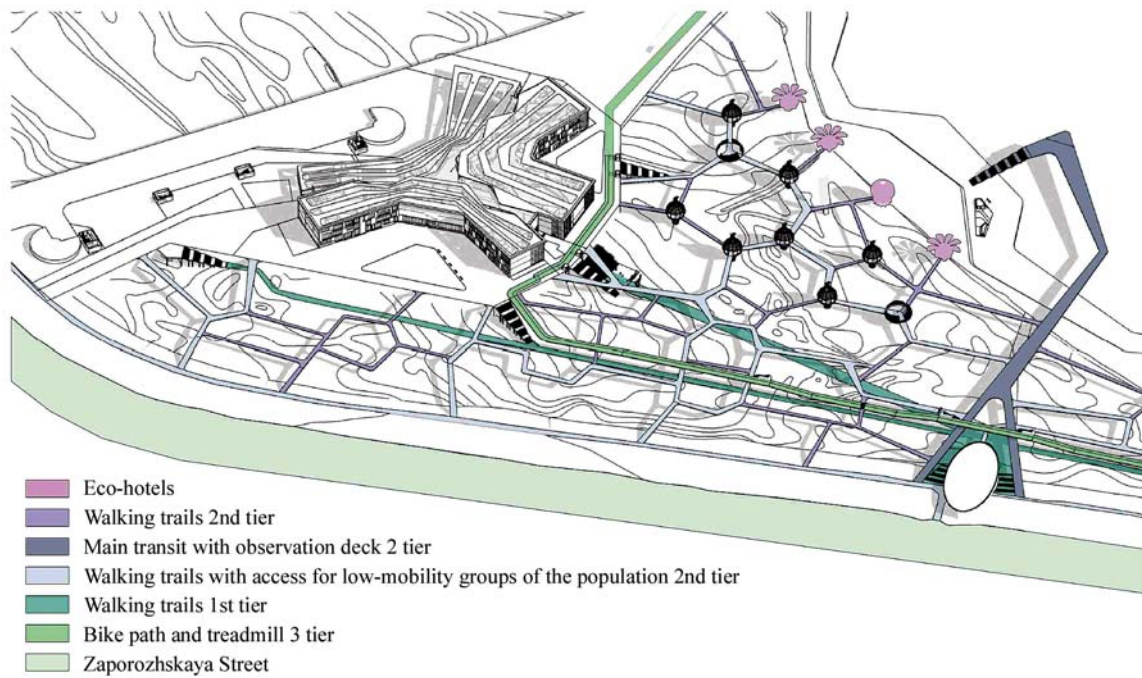 Eco-hotels
Walking trails 2nd tier
Main transit with observation deck 2 tier
Walking trails with access for low-mobility groups of the population 2nd tier
Walking trails 1st tier
Bike path and treadmill 3 tier
Zaporozhskaya Street